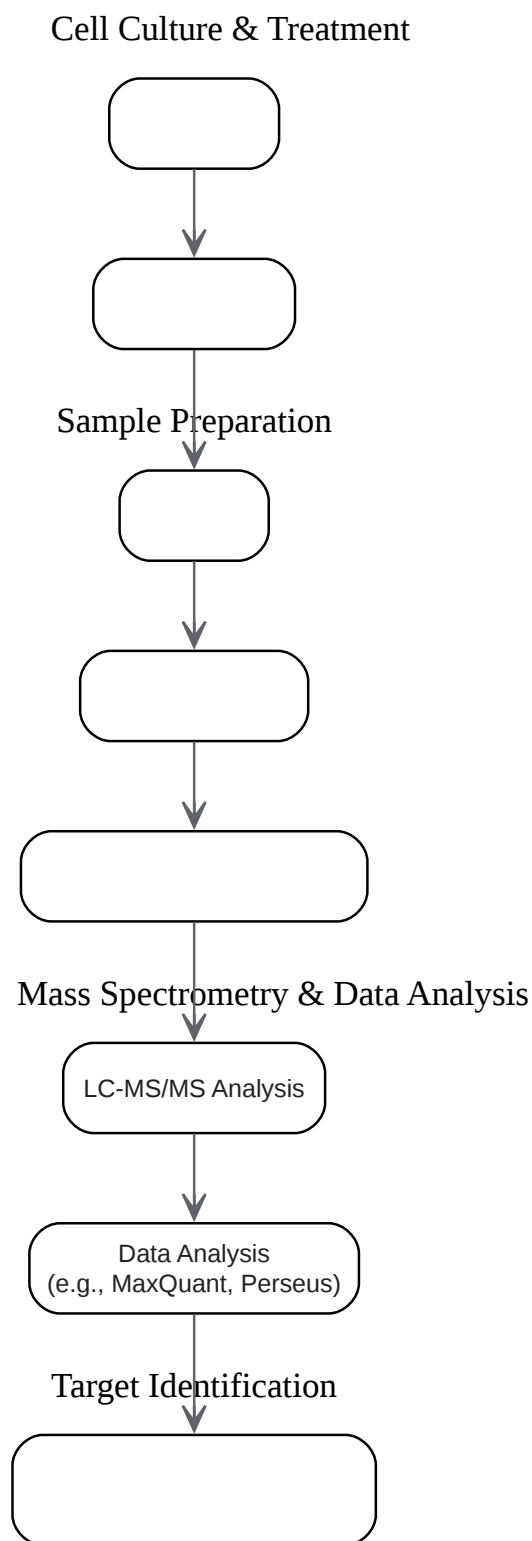 Cell Culture & Treatment
Sample Preparation
Mass Spectrometry & Data Analysis
LC-MS/MS Analysis
Data Analysis
(e.g., MaxQuant, Perseus)
Target Identification